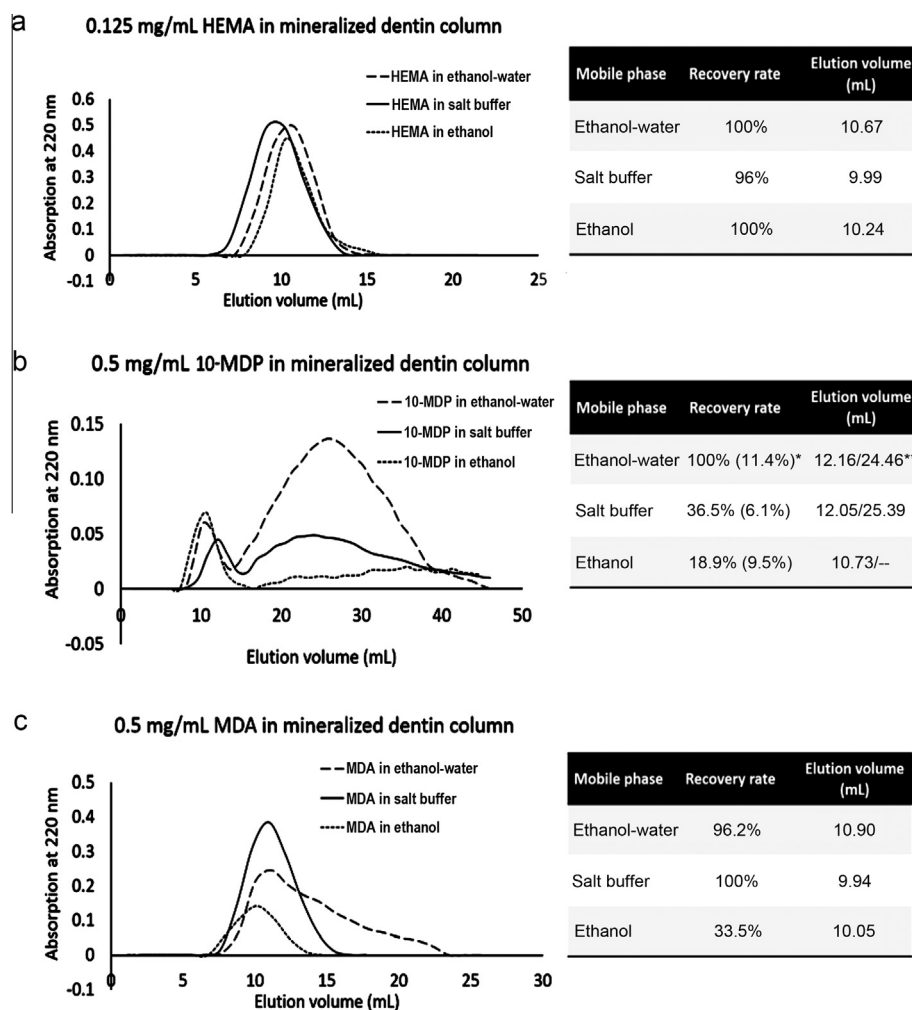 a
0.125 mg/mL HEMA in mineralized dentin column
HEMA in ethanol-water
HEMA in salt buffer
HEMA in ethanol
Absorption at 220 nm
0.6
0.5
0.4
0.3
0.2
0.1
0
-0.1
0 5 10 15 20 25
Elution volume (mL)
Mobile phase Recovery rate Elution volume
(mL)
Ethanol-water 100% 10.67
Salt buffer 96% 9.99
Ethanol 100% 10.24
b
0.5 mg/mL 10-MDP in mineralized dentin column
10-MDP in ethanol-water
10-MDP in salt buffer
10-MDP in ethanol
Absorption at 220 nm
0.15
0.10
0.05
0
-0.05
0 10 20 30 40 50
Elution volume (mL)
Mobile phase Recovery rate Elution volume
(mL)
Ethanol-water 100% (11.4%)* 12.16/24.46*
Salt buffer 36.5% (6.1%) 12.05/25.39
Ethanol 18.9% (9.5%) 10.73/--
c
0.5 mg/mL MDA in mineralized dentin column
MDA in ethanol-water
MDA in salt buffer
MDA in ethanol
Absorption at 220 nm
0.5
0.4
0.3
0.2
0.1
0
-0.1
0 5 10 15 20 25 30
Elution volume (mL)
Mobile phase Recovery rate Elution volume
(mL)
Ethanol-water 96.2% 10.90
Salt buffer 100% 9.94
Ethanol 33.5% 10.05